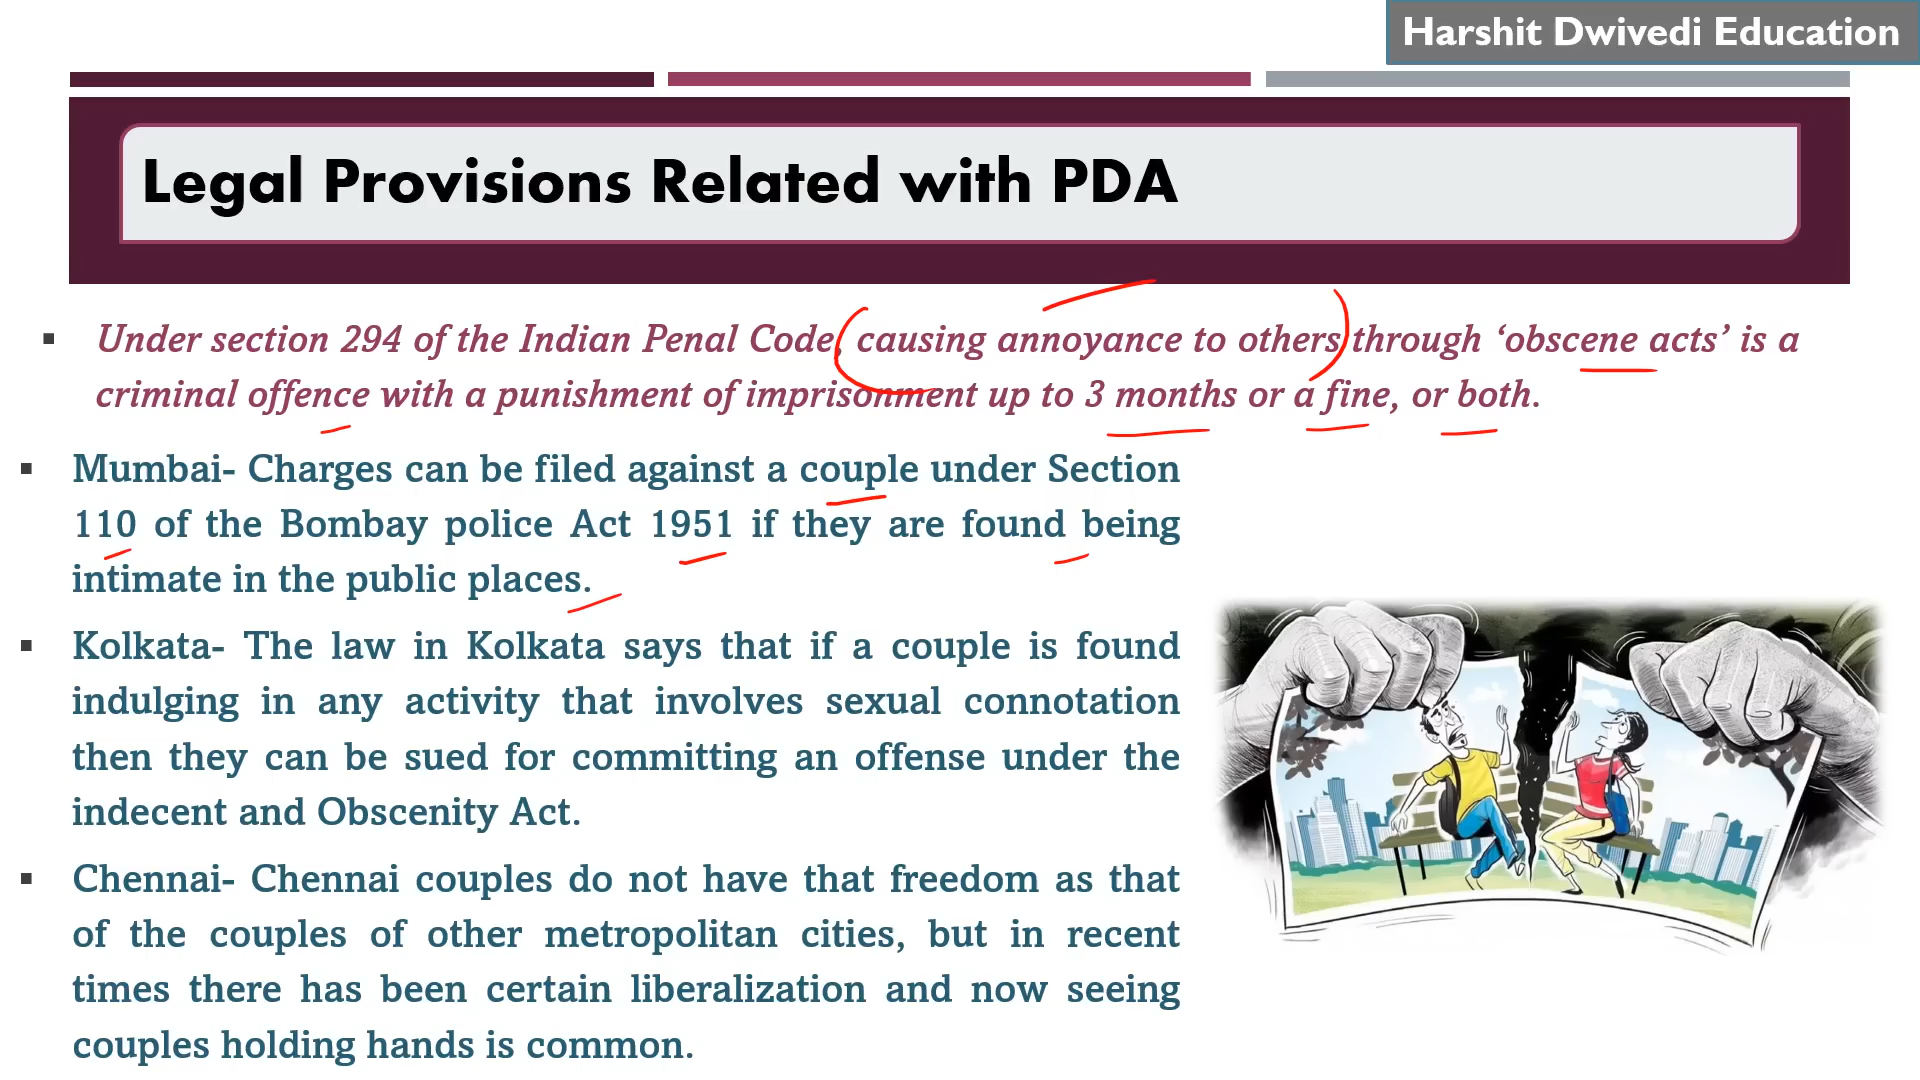 Harshit Dwivedi Education
Legal Provisions Related with PDA
Under section 294 of the Indian Penal Code, causing annoyance to others through ‘obscene acts’ is a
criminal offence with a punishment of imprisonment up to 3 months or a fine, or both.
Mumbai- Charges can be filed against a couple under Section
110 of the Bombay police Act 1951 if they are found being
intimate in the public places.
Kolkata- The law in Kolkata says that if a couple is found
indulging in any activity that involves sexual connotation
then they can be sued for committing an offense under the
indecent and Obscenity Act.
Chennai- Chennai couples do not have that freedom as that
of the couples of other metropolitan cities, but in recent
times there has been certain liberalization and now seeing
couples holding hands is common.